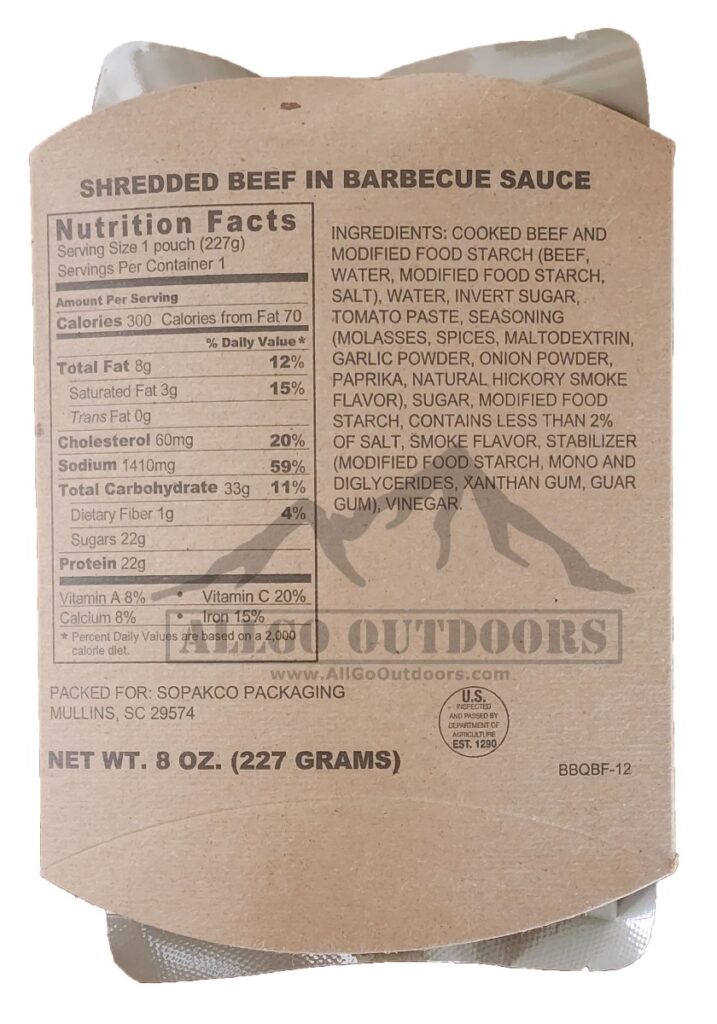 SHREDDED BEEF IN BARBECUE SAUCE
Nutrition Facts
Serving Size 1 pouch (227g)
Servings Per Container 1
Amount Per Serving
Calories 300 Calories from Fat 70
% Daily Value*
Total Fat 8g 12%
Saturated Fat 3g 15%
Trans Fat 0g
Cholesterol 60mg 20%
Sodium 1410mg 59%
Total Carbohydrate 33g 11%
Dietary Fiber 1g 4%
Sugars 22g
Protein 22g
Vitamin A 8% • Vitamin C 20%
Calcium 8% • Iron 15%
* Percent Daily Values are based on a 2,000
calorie diet.
INGREDIENTS: COOKED BEEF AND
MODIFIED FOOD STARCH (BEEF,
WATER, MODIFIED FOOD STARCH,
SALT), WATER, INVERT SUGAR,
TOMATO PASTE, SEASONING
(MOLASSES, SPICES, MALTODEXTRIN,
GARLIC POWDER, ONION POWDER,
PAPRIKA, NATURAL HICKORY SMOKE
FLAVOR), SUGAR, MODIFIED FOOD
STARCH, CONTAINS LESS THAN 2%
OF SALT, SMOKE FLAVOR, STABILIZER
(MODIFIED FOOD STARCH, MONO AND
DIGLYCERIDES, XANTHAN GUM, GUAR
GUM), VINEGAR.
ALLGO OUTDOORS
www.AllGoOutdoors.com
PACKED FOR: SOPAKCO PACKAGING
MULLINS, SC 29574
U.S.
INSPECTED
AND PASSED BY
DEPARTMENT OF
AGRICULTURE
EST. 1290
NET WT. 8 OZ. (227 GRAMS)
BBQBF-12